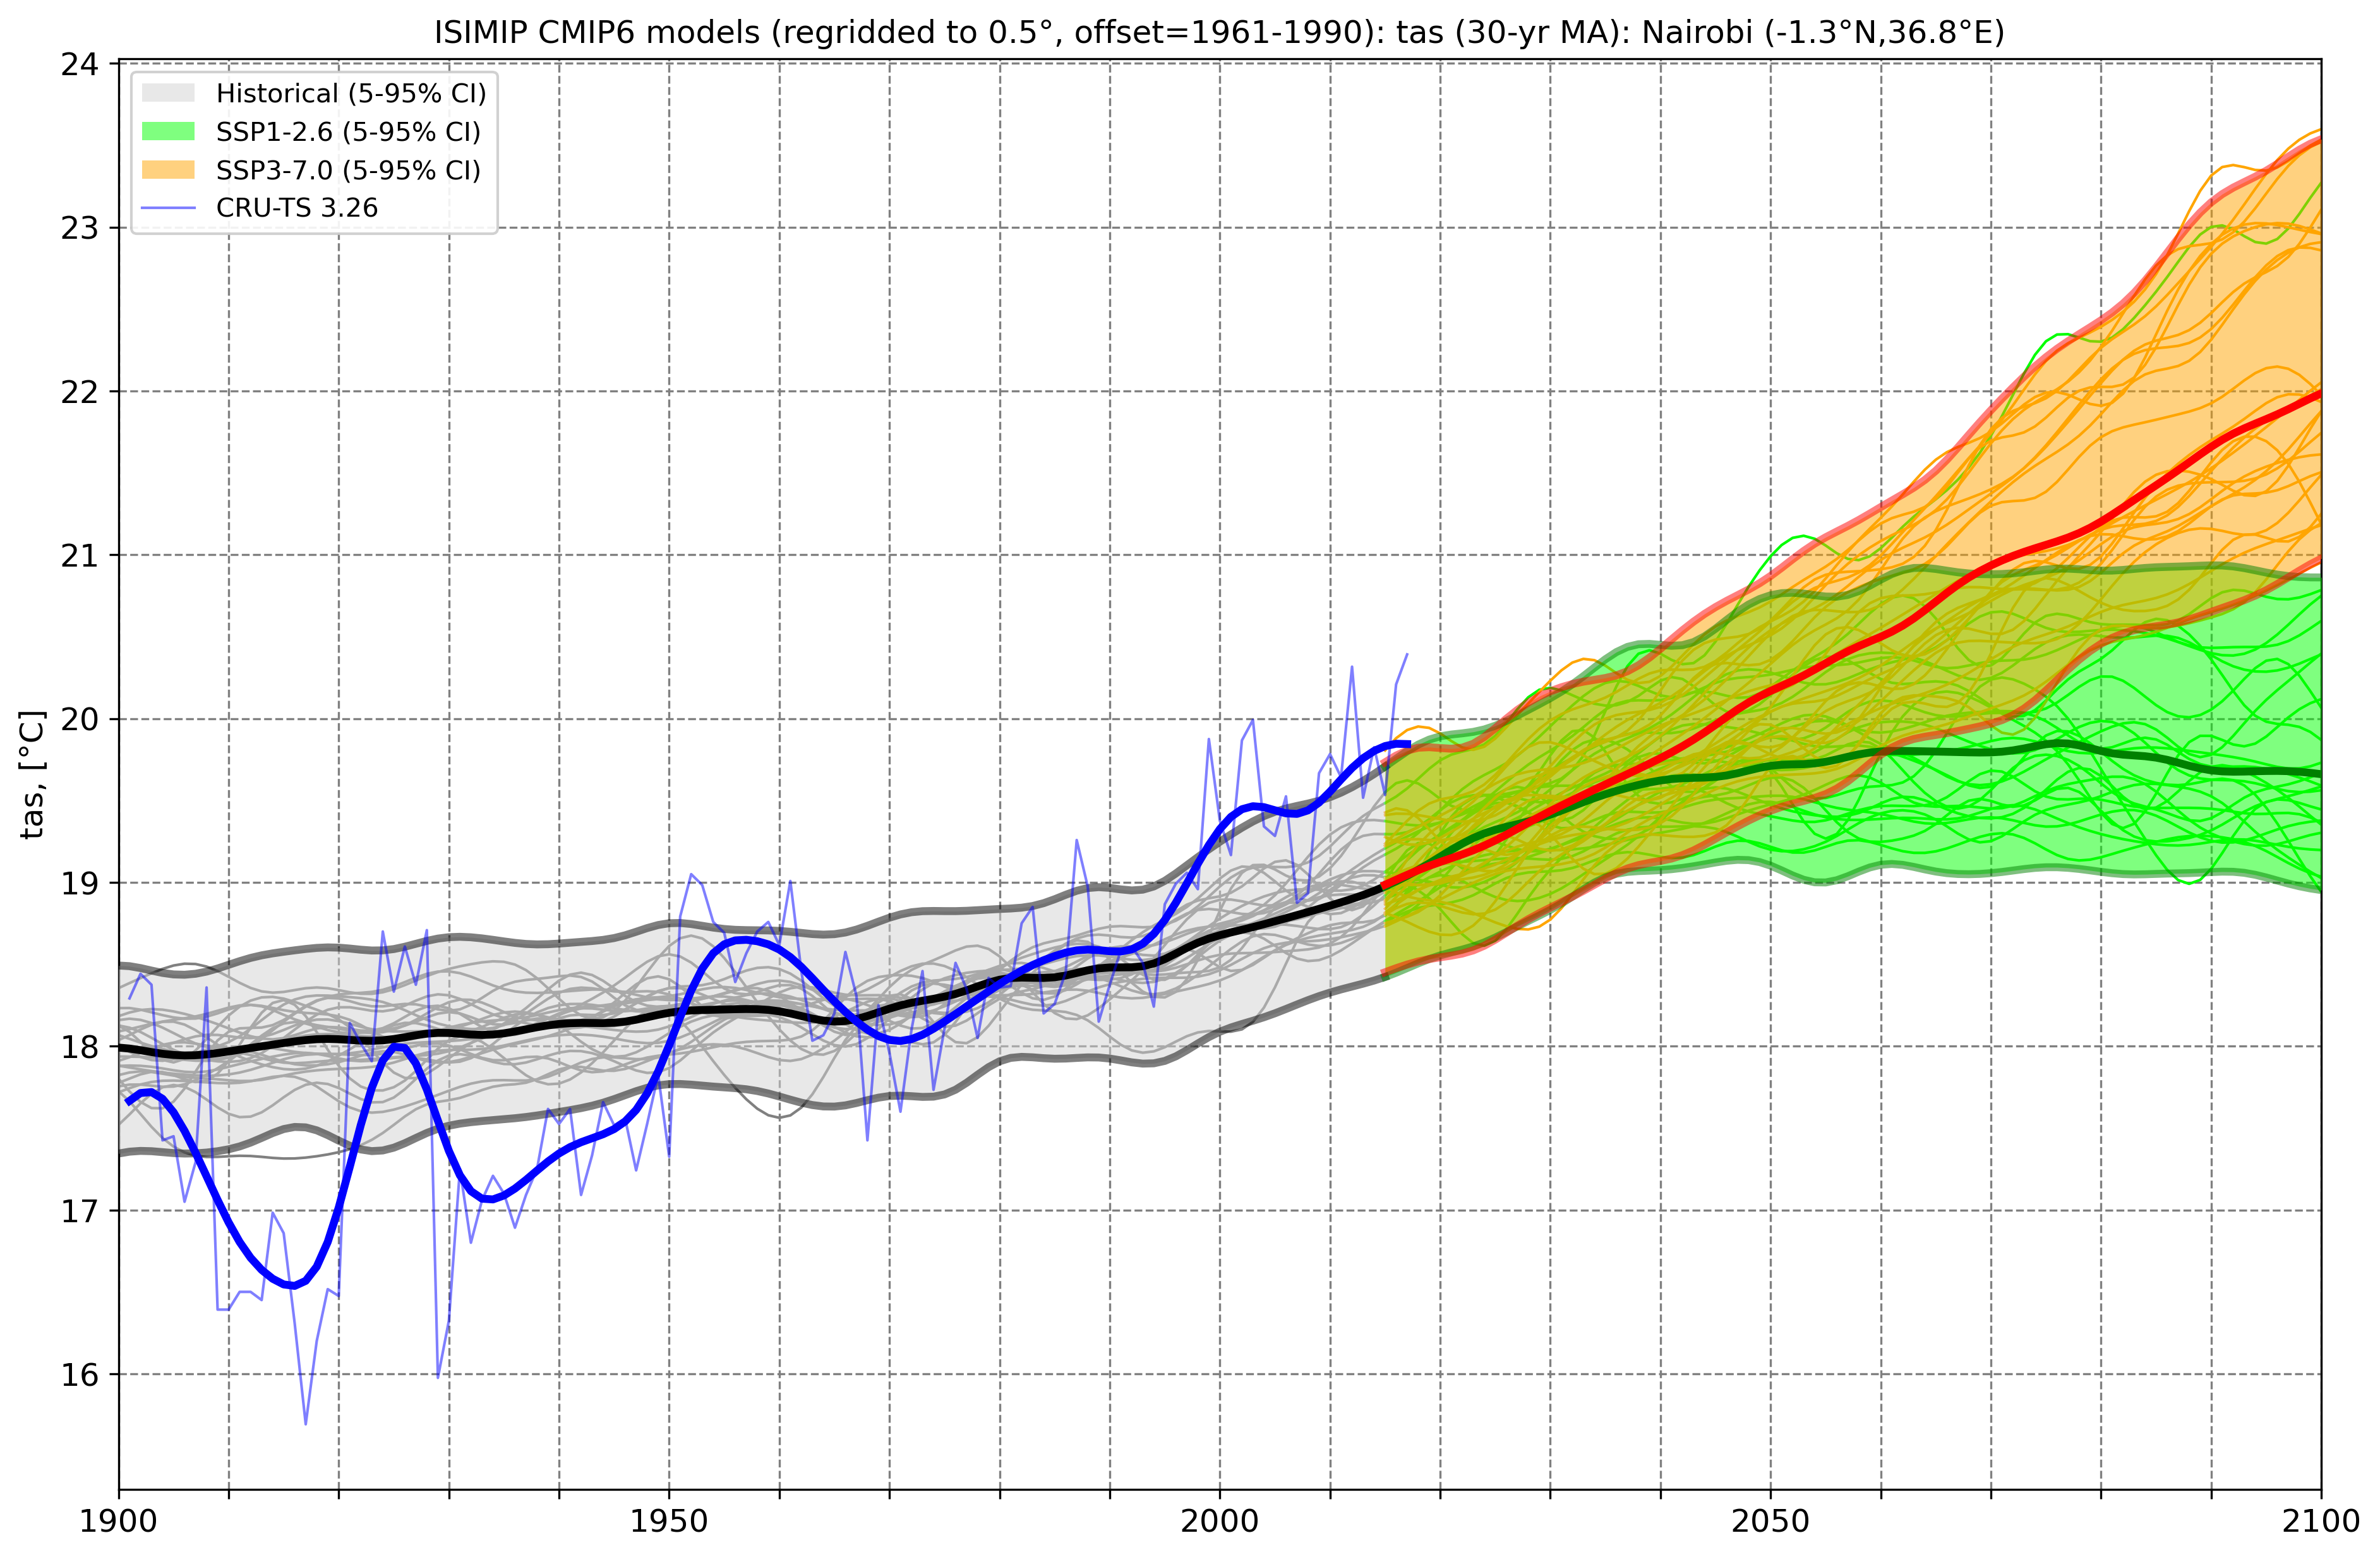 ISIMIP CMIP6 models (regridded to 0.5°, offset=1961-1990): tas (30-yr MA): Nairobi (-1.3°N,36.8°E)
Historical (5-95% CI)
SSP1-2.6 (5-95% CI)
SSP3-7.0 (5-95% CI)
CRU-TS 3.26
tas, [°C]
24
23
22
21
20
19
18
17
16
1900
1950
2000
2050
2100